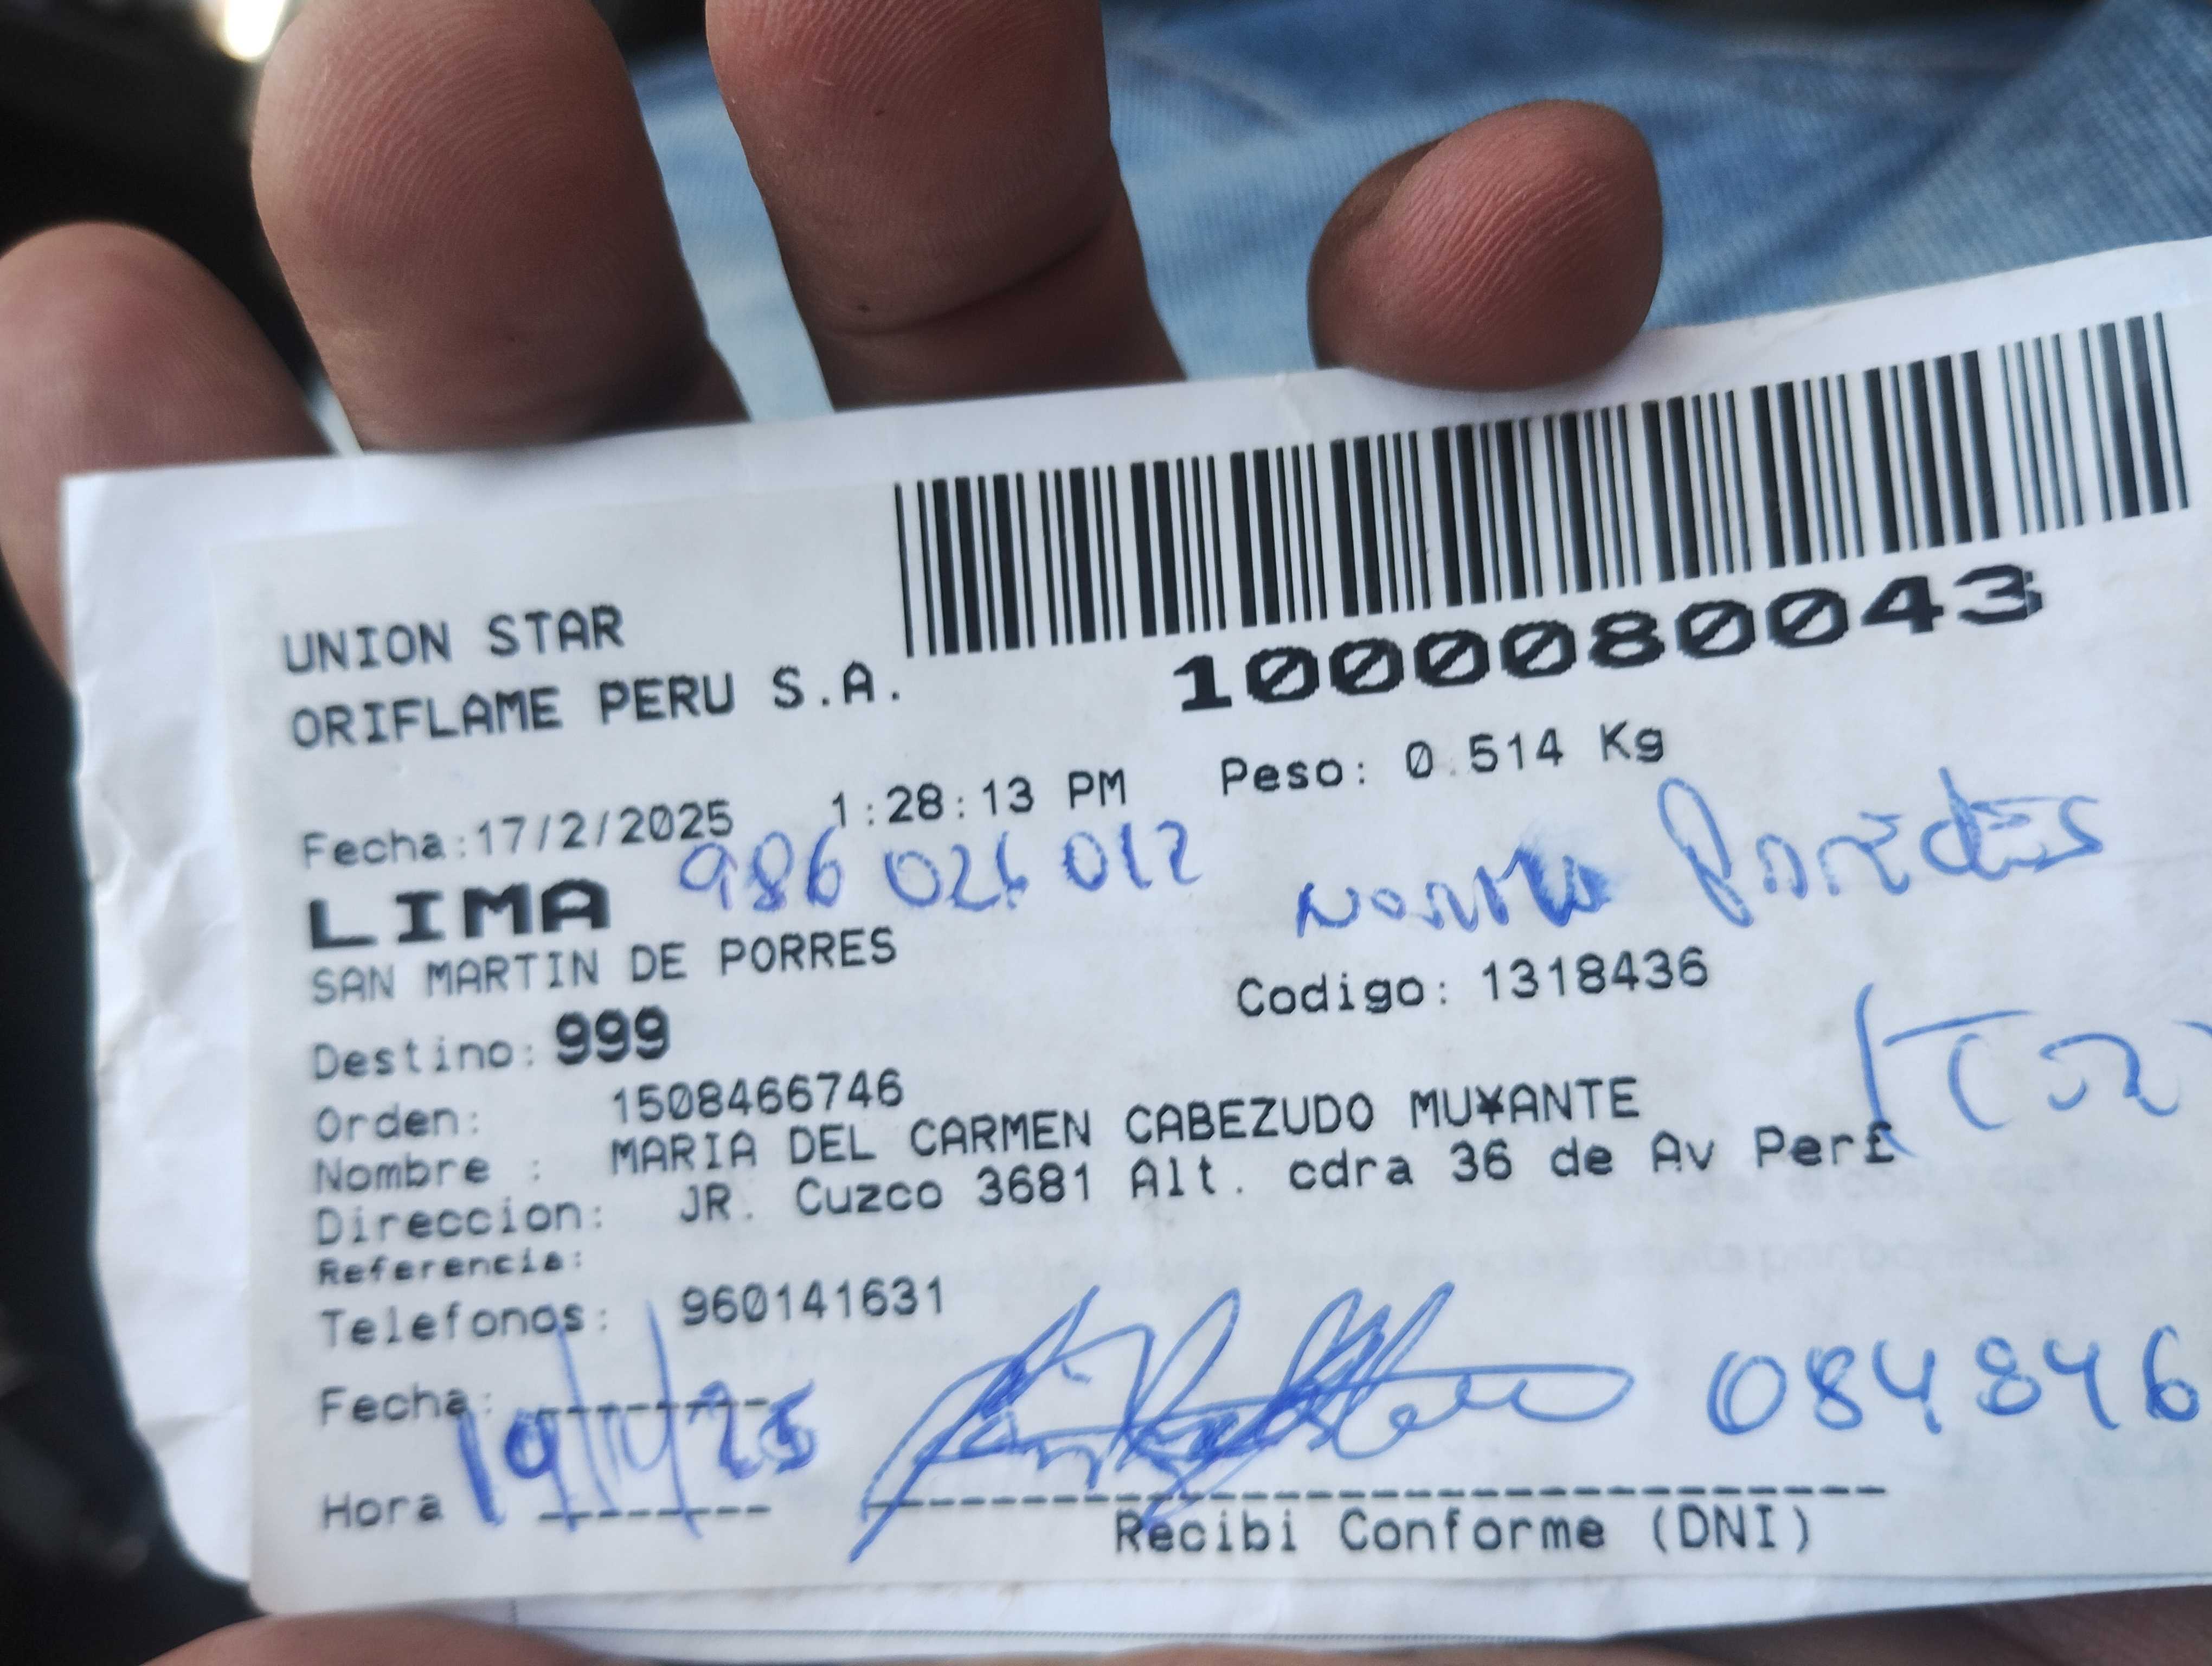 UNION STAR
ORIFLAME PERU S.A.
1000080043
Fecha:17/2/2025 1:28:13 PM Peso: 0.514 Kg
LIMA 986 026 012
Norma Paredes
SAN MARTIN DE PORRES
Codigo: 1318436
Destino: 999
Orden: 1508466746
Nombre : MARIA DEL CARMEN CABEZUDO MU¥ANTE
Direccion: JR. Cuzco 3681 Alt. cdra 36 de Av Per£
Referencia:
Telefonos: 960141631
Fecha:
084846
Hora
Recibi Conforme (DNI)